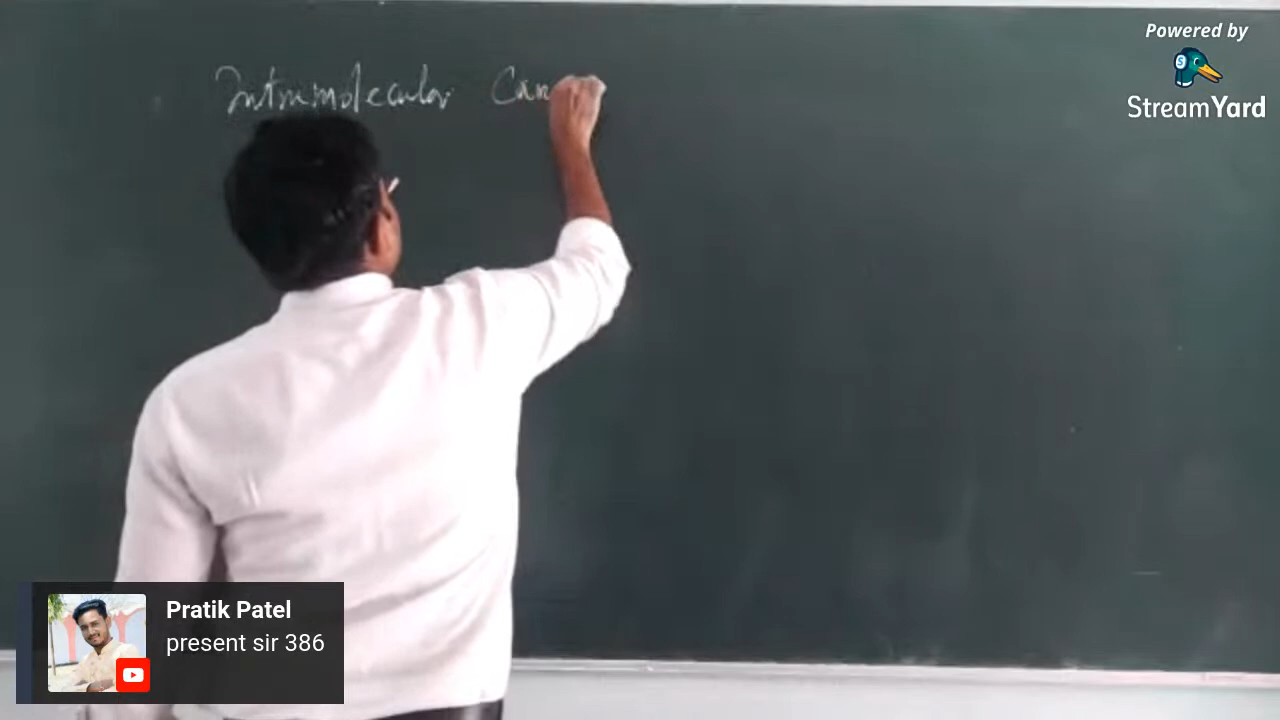 Powered by
StreamYard
Intramolecular Can
Pratik Patel
present sir 386